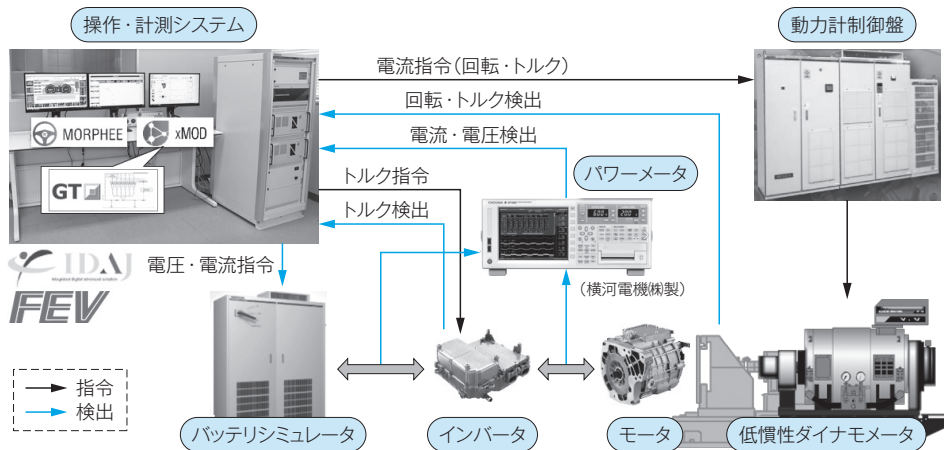 操作・計測システム
動力計制御盤
電流指令(回転・トルク)
回転・トルク検出
電流・電圧検出
MORPHEE
xMOD
GT
パワーメータ
トルク指令
トルク検出
IDAJ
電圧・電流指令
FEV
(横河電機㈱製)
指令
検出
バッテリシミュレータ
インバータ
モータ
低慣性ダイナモメータ